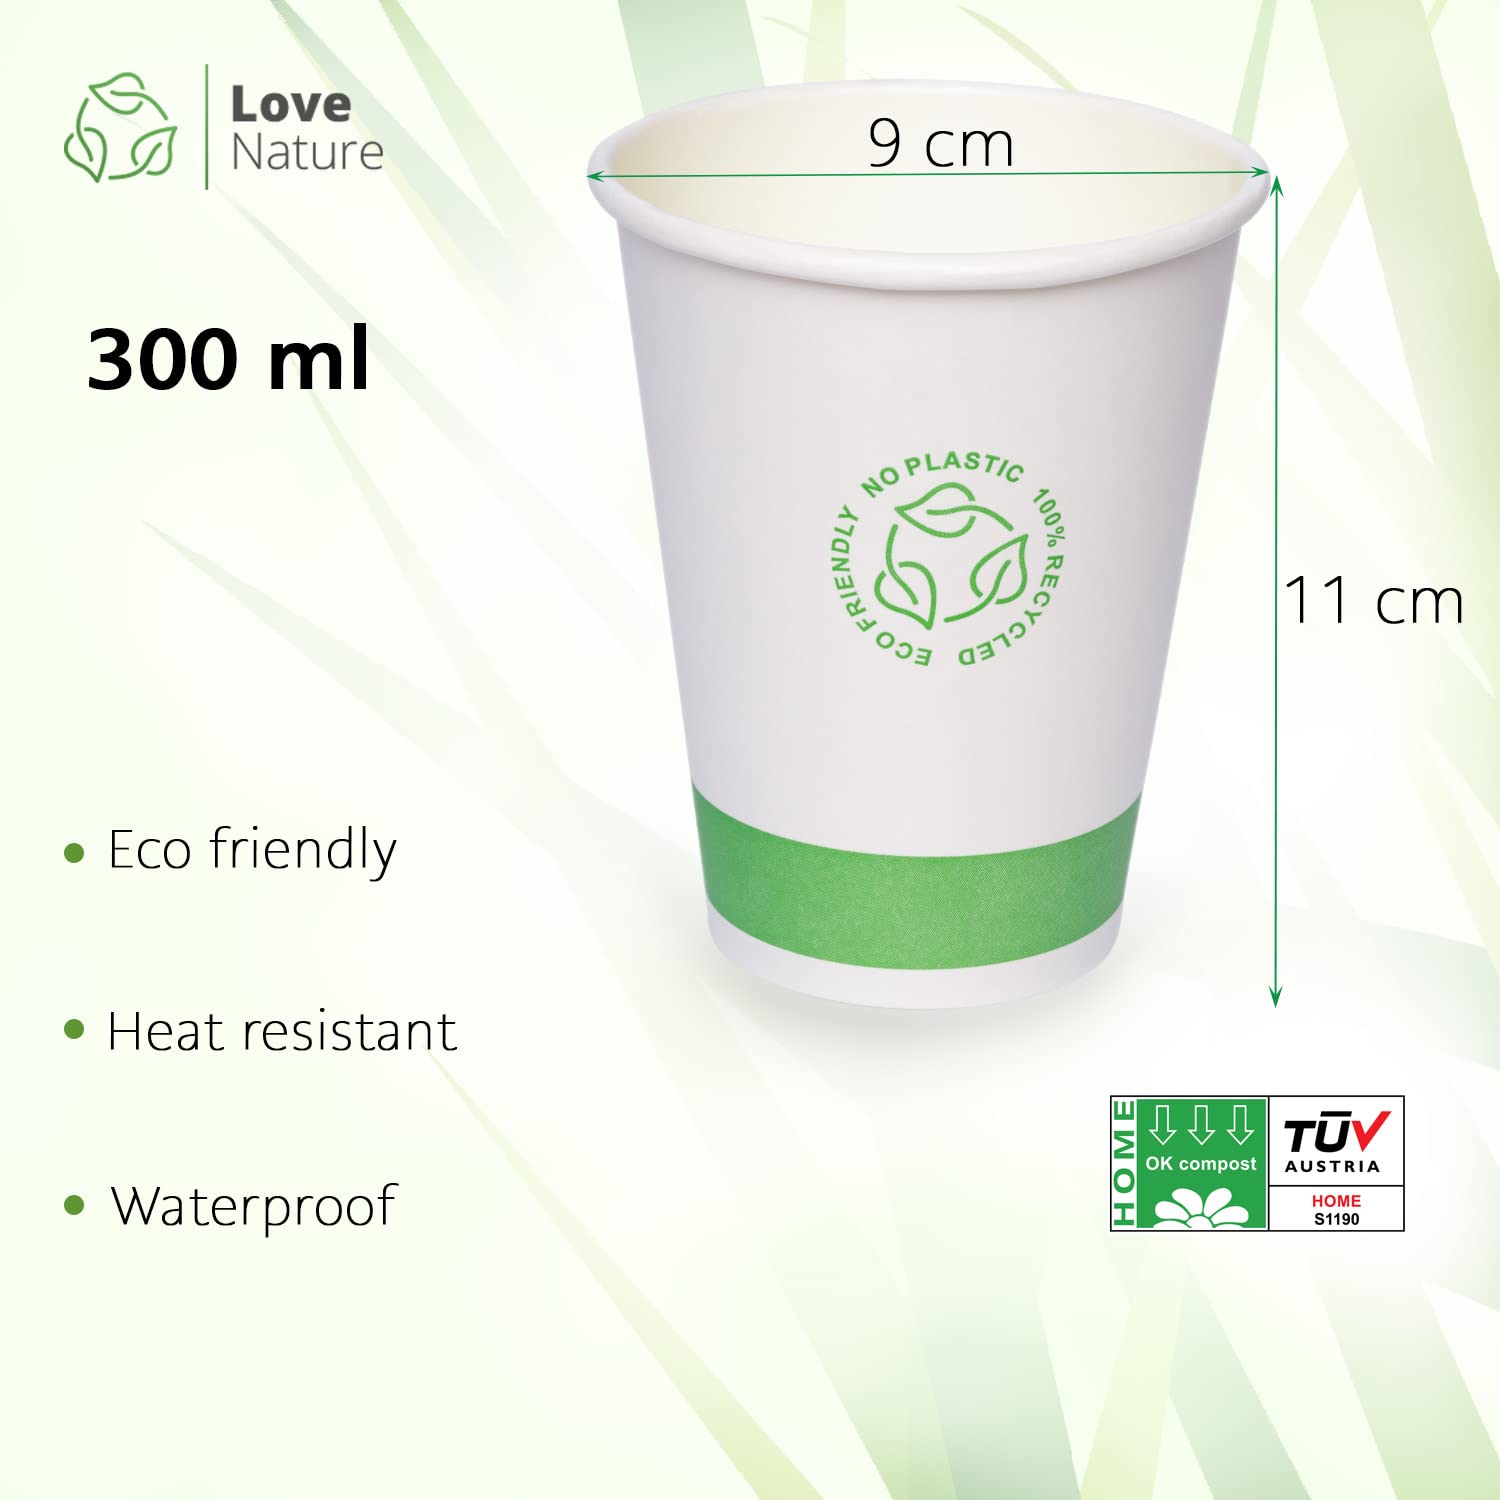 Love
Nature
9 cm
300 ml
NO PLASTIC 100% RECYCLED ECO FRIENDLY
11 cm
Eco friendly
Heat resistant
Waterproof
HOME
OK compost
TÜV
AUSTRIA
HOME
S1190